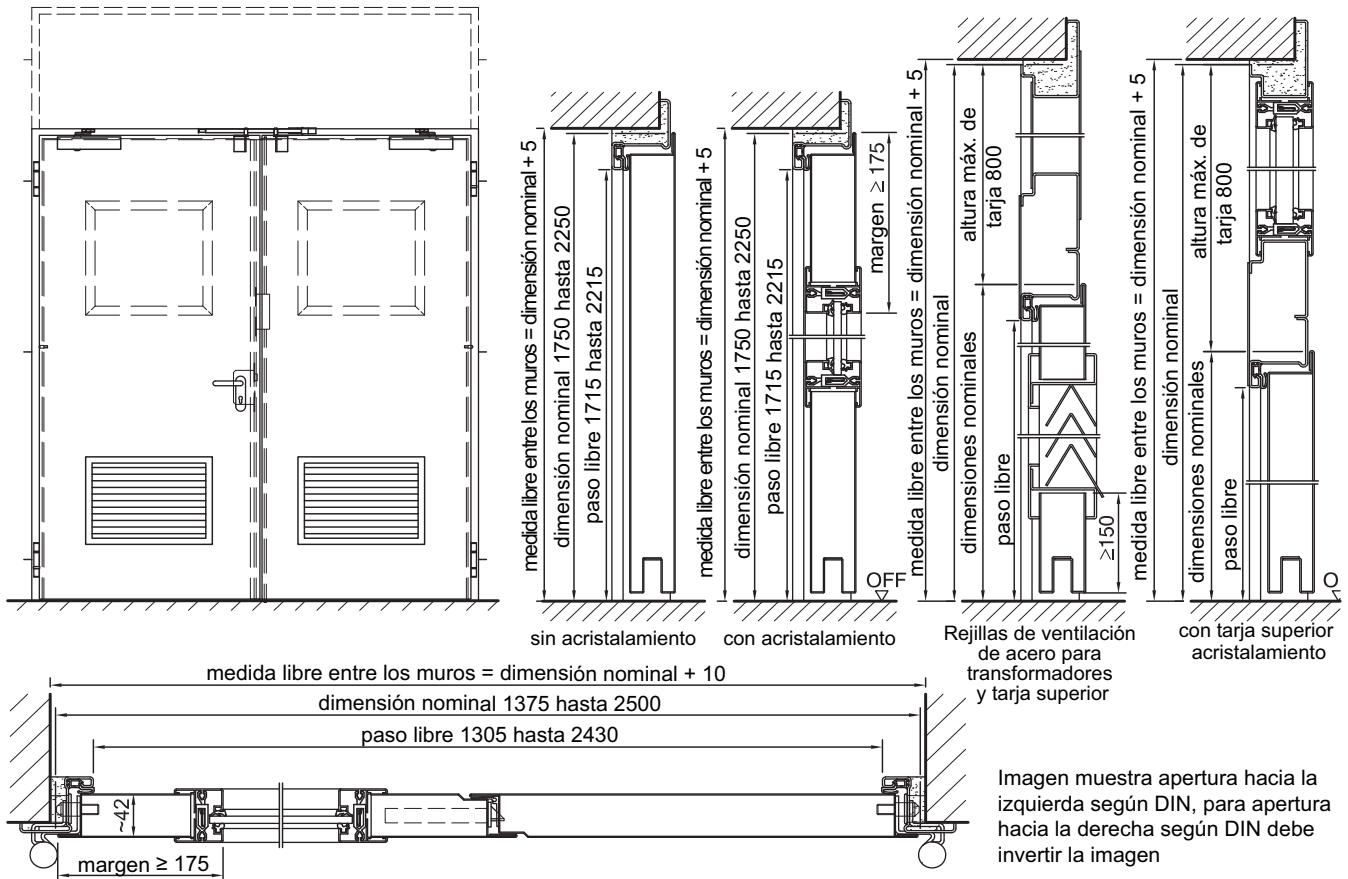 medida libre entre los muros = dimensión nominal + 5
dimensión nominal 1750 hasta 2250
paso libre 1715 hasta 2215
sin acristalamiento
medida libre entre los muros = dimensión nominal + 5
dimensión nominal 1750 hasta 2250
paso libre 1715 hasta 2215
margen ≥ 175
OFF
con acristalamiento
medida libre entre los muros = dimensión nominal + 5
dimensión nominal
altura máx. de
tarja 800
dimensiones nominales
paso libre
≥150
Rejillas de ventilación
de acero para
transformadores
y tarja superior
medida libre entre los muros = dimensión nominal + 5
dimensión nominal
altura máx. de
tarja 800
dimensiones nominales
paso libre
O
con tarja superior
acristalamiento
medida libre entre los muros = dimensión nominal + 10
dimensión nominal 1375 hasta 2500
paso libre 1305 hasta 2430
~42
margen ≥ 175
Imagen muestra apertura hacia la
izquierda según DIN, para apertura
hacia la derecha según DIN debe
invertir la imagen